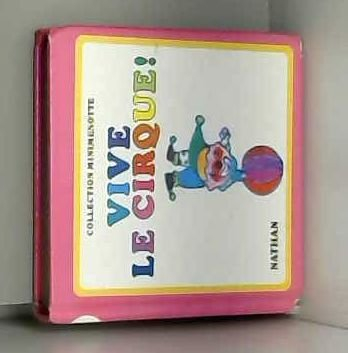 COLLECTION MINIMENOTTE
VIVE
LE CIRQUE!
NATHAN